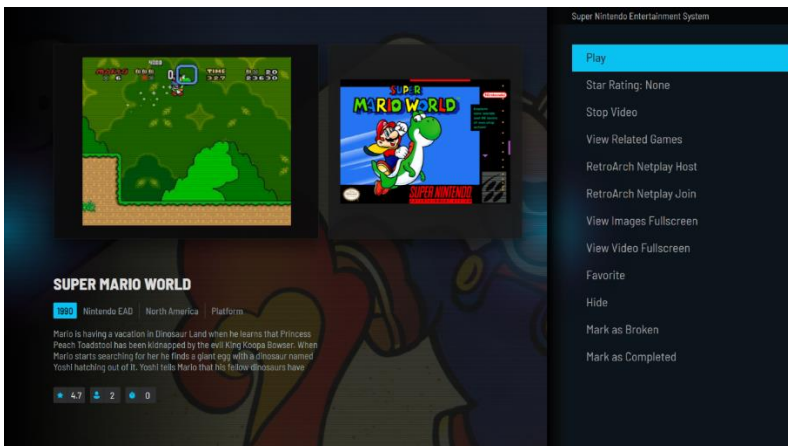 Super Nintendo Entertainment System
TIME
327 23630
SUPER
MARIO WORLD
Nintendo
SUPER NINTENDO
SUPER MARIO WORLD
1990 Nintendo EAD North America Platform
Mario is having a vacation in Dinosaur Land when he learns that Princess
Peach Toadstool has been kidnapped by the evil King Koopa Bowser. When
Mario starts searching for her he finds a giant egg with a dinosaur named
Yoshi hatching out of it. Yoshi tells Mario that his fellow dinosaurs have
4.7 2 0
Play
Star Rating: None
Stop Video
View Related Games
RetroArch Netplay Host
RetroArch Netplay Join
View Images Fullscreen
View Video Fullscreen
Favorite
Hide
Mark as Broken
Mark as Completed